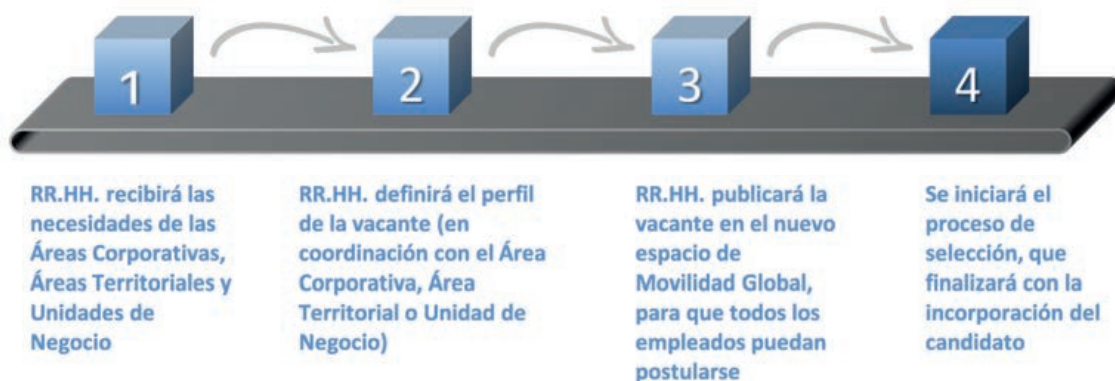 1
2
3
4
RR.HH. recibirá las
necesidades de las
Áreas Corporativas,
Áreas Territoriales y
Unidades de
Negocio
RR.HH. definirá el perfil
de la vacante (en
coordinación con el Área
Corporativa, Área
Territorial o Unidad de
Negocio)
RR.HH. publicará la
vacante en el nuevo
espacio de
Movilidad Global,
para que todos los
empleados puedan
postularse
Se iniciará el
proceso de
selección, que
finalizará con la
incorporación del
candidato